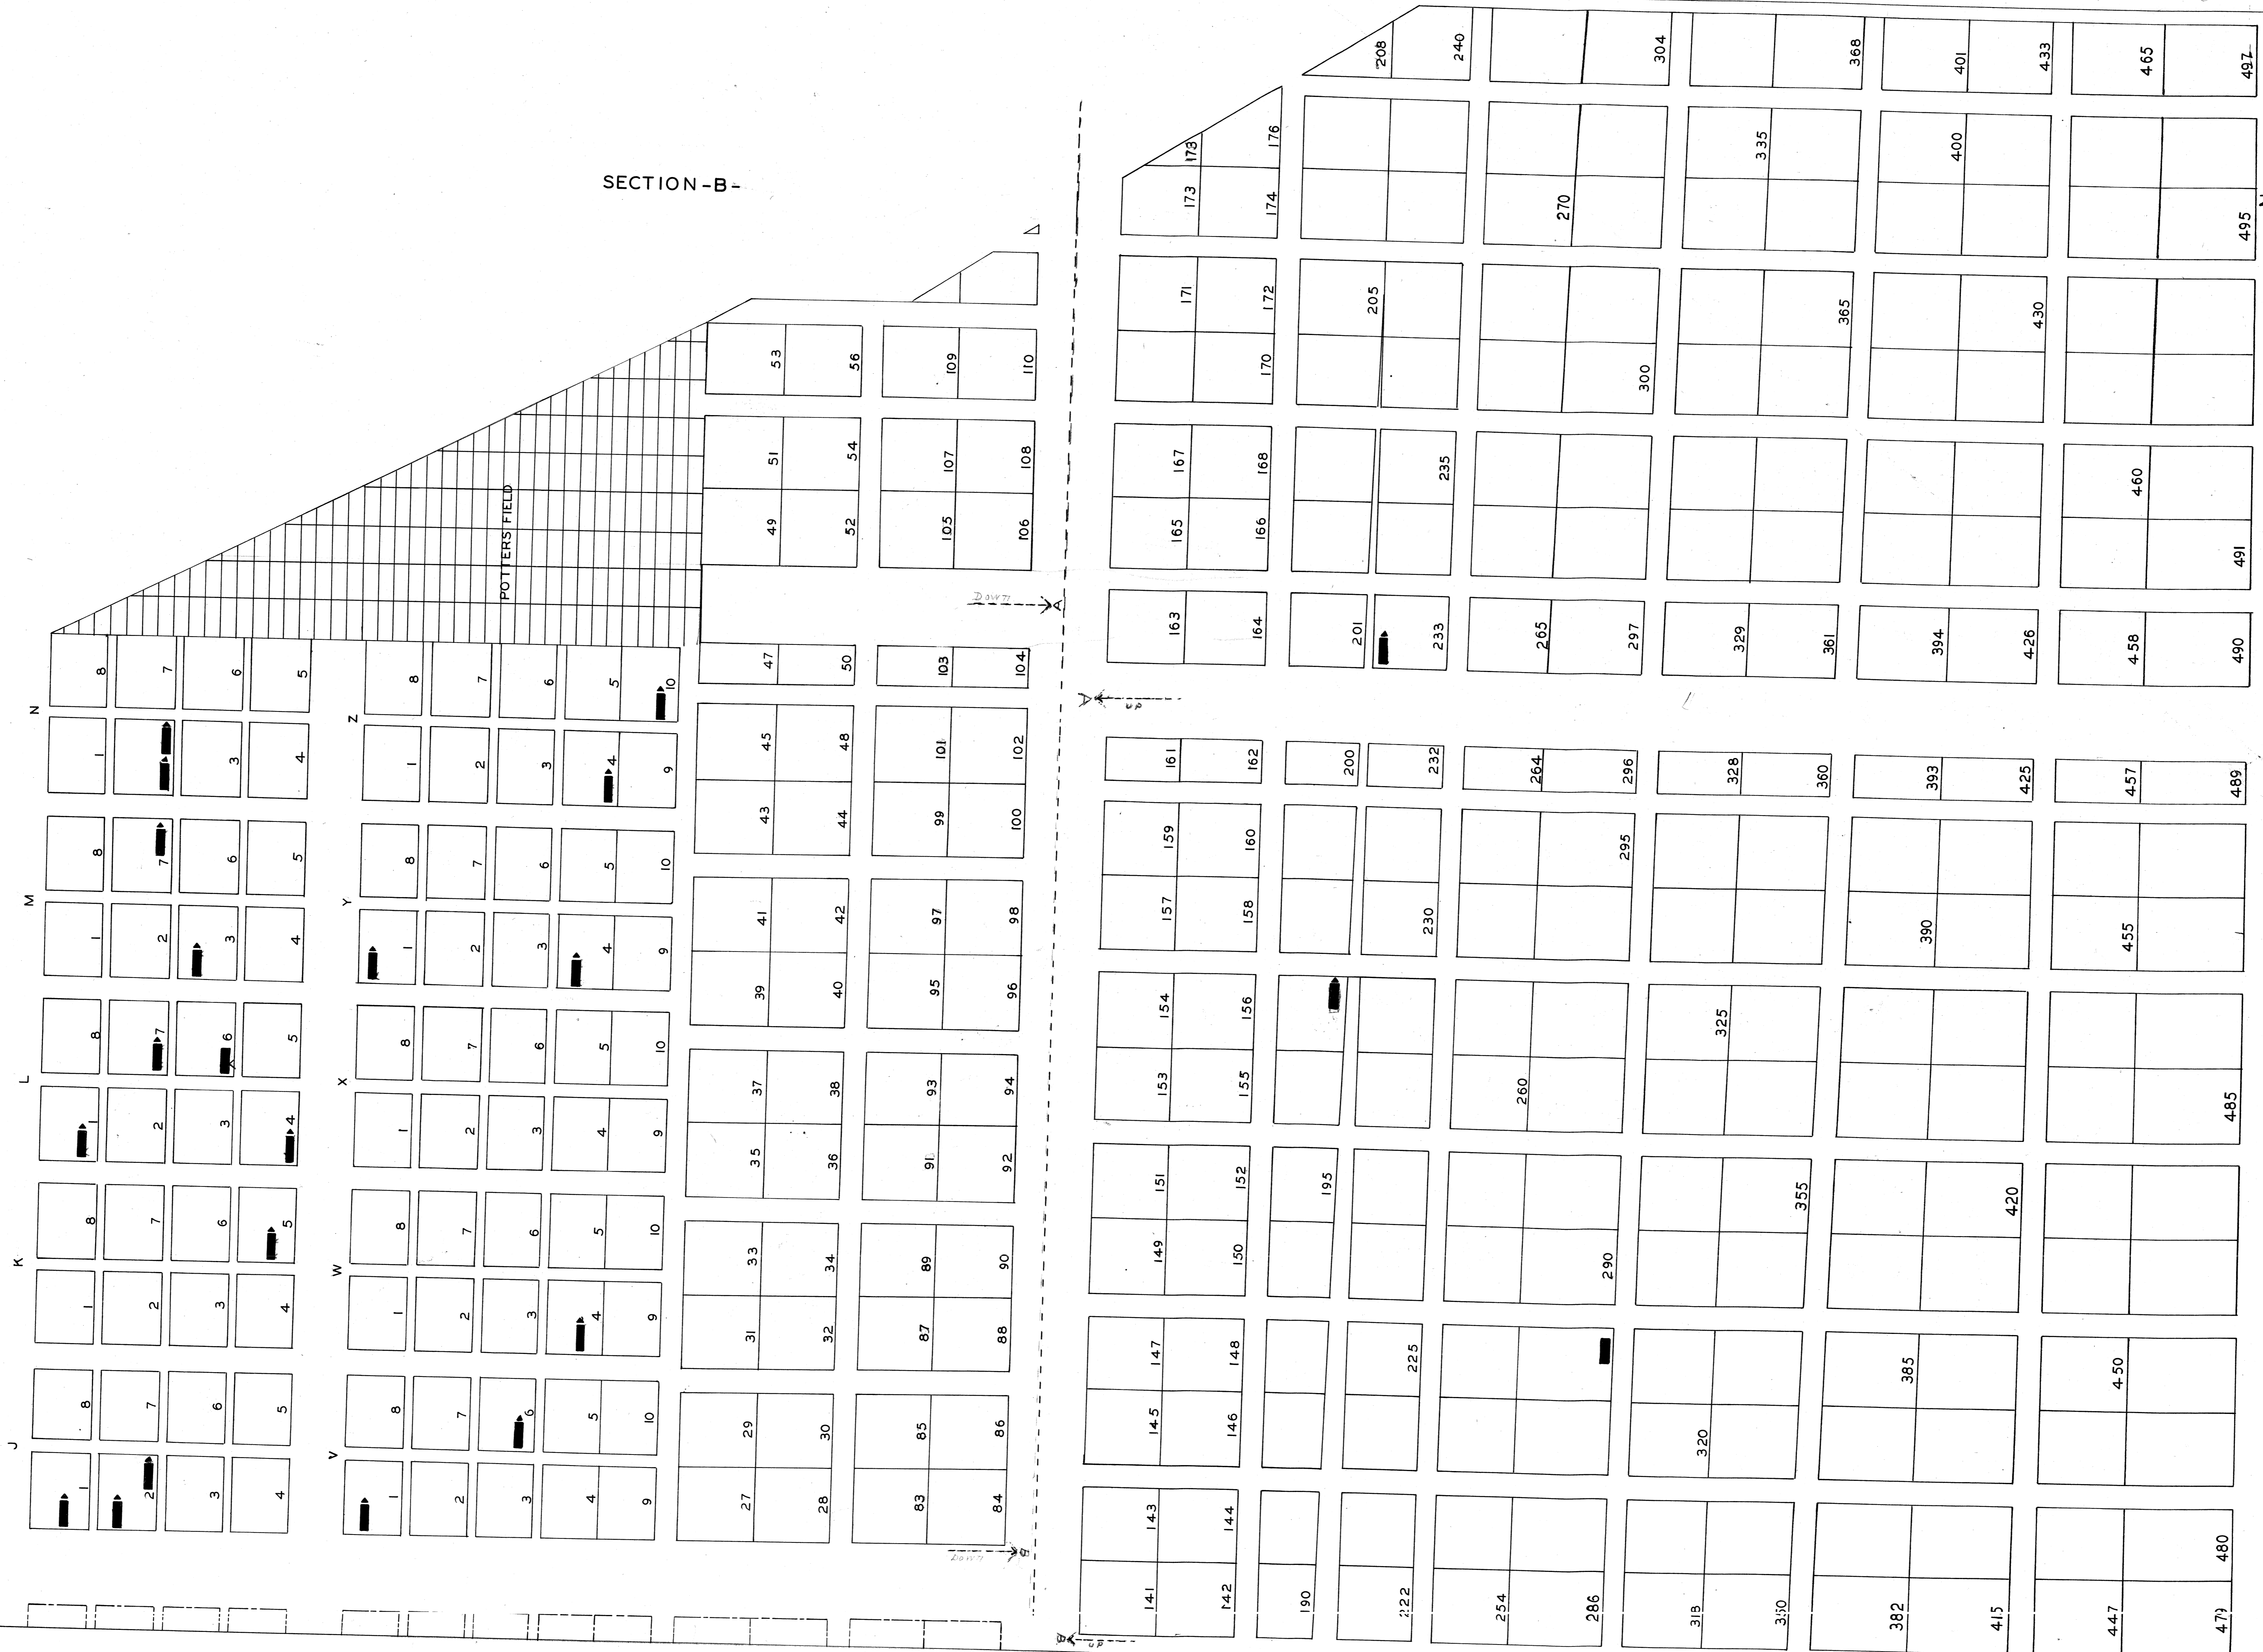 SECTION-B-
208 240 304 368 401 433 465 497
173 176 335 400
173 174 270 495
171 172 205 365 430
53 56 109 110 170 300
51 54 107 108 167 168 235 460
49 52 105 106 165 166 491
POTTERSFIELD
Down A
163 164 201 233 265 297 329 361 394 426 458 490
N 8 7 6 5 Z 8 7 6 5 10 47 50 103 104
A up
1 3 4 1 2 3 4 9 45 48 101 102 161 162 200 232 264 296 328 360 393 425 457 489
43 44 99 100 159 160 295
M 8 7 6 5 Y 8 7 6 5 10
1 2 3 4 1 2 3 4 9 41 42 97 98 157 158 230 390 455
39 40 95 96 154 156 325
L 8 7 6 5 X 8 7 6 5 10 37 38 93 94 153 155 260 485
1 2 3 4 1 2 3 4 9 35 36 91 92 151 152 195 355 420
K 8 7 6 5 W 8 7 6 5 10 33 34 89 90 149 150 290
1 2 3 4 1 2 3 4 9 31 32 87 88 147 148 225 385 450
J 8 7 6 5 V 8 7 6 5 10 29 30 85 86 145 146 320
1 2 3 4 1 2 3 4 9 27 28 83 84 143 144 480
Down B
141 142 190 222 254 286 318 350 382 415 447 479
B up